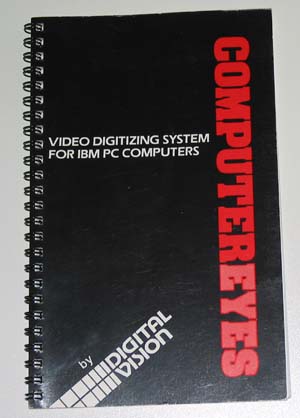 COMPUTEREYES
VIDEO DIGITIZING SYSTEM
FOR IBM PC COMPUTERS
by DIGITAL
VISION